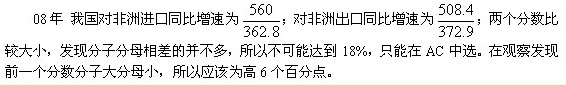 08年 我国对非洲进口同比增速为 560/362.8；对非洲出口同比增速为 508.4/372.9；两个分数比
较大小，发现分子分母相差的并不多，所以不可能达到 18%，只能在 AC 中选。在观察发现
前一个分数分子大分母小，所以应该为高 6 个百分点。